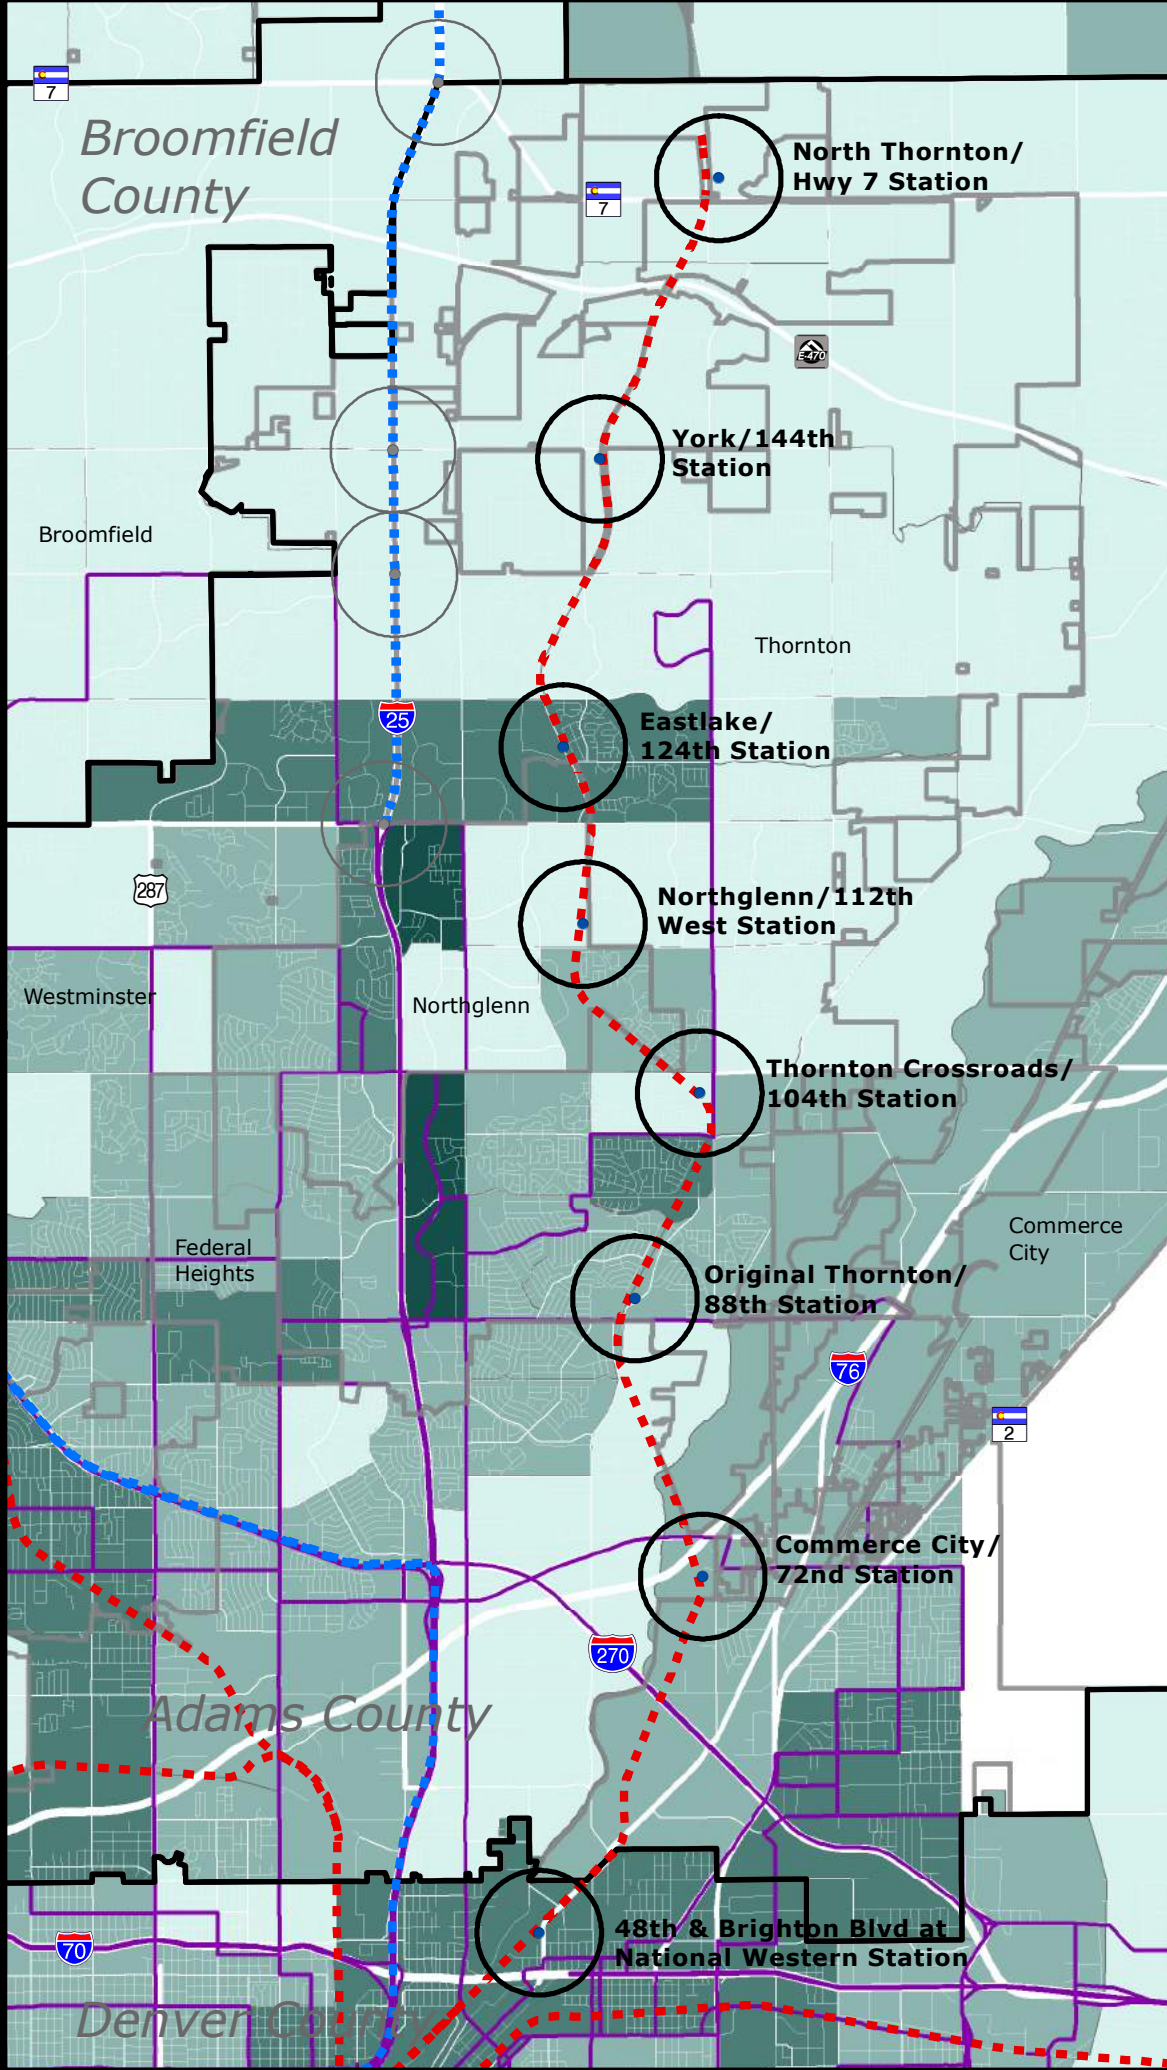 7
Broomfield
County
North Thornton/
Hwy 7 Station
7
E-470
York/144th
Station
Broomfield
Thornton
25
Eastlake/
124th Station
287
Northglenn/112th
West Station
Westminster
Northglenn
Thornton Crossroads/
104th Station
Commerce
City
Federal
Heights
Original Thornton/
88th Station
76
2
Commerce City/
72nd Station
270
Adams County
48th & Brighton Blvd at
National Western Station
70
Denver County